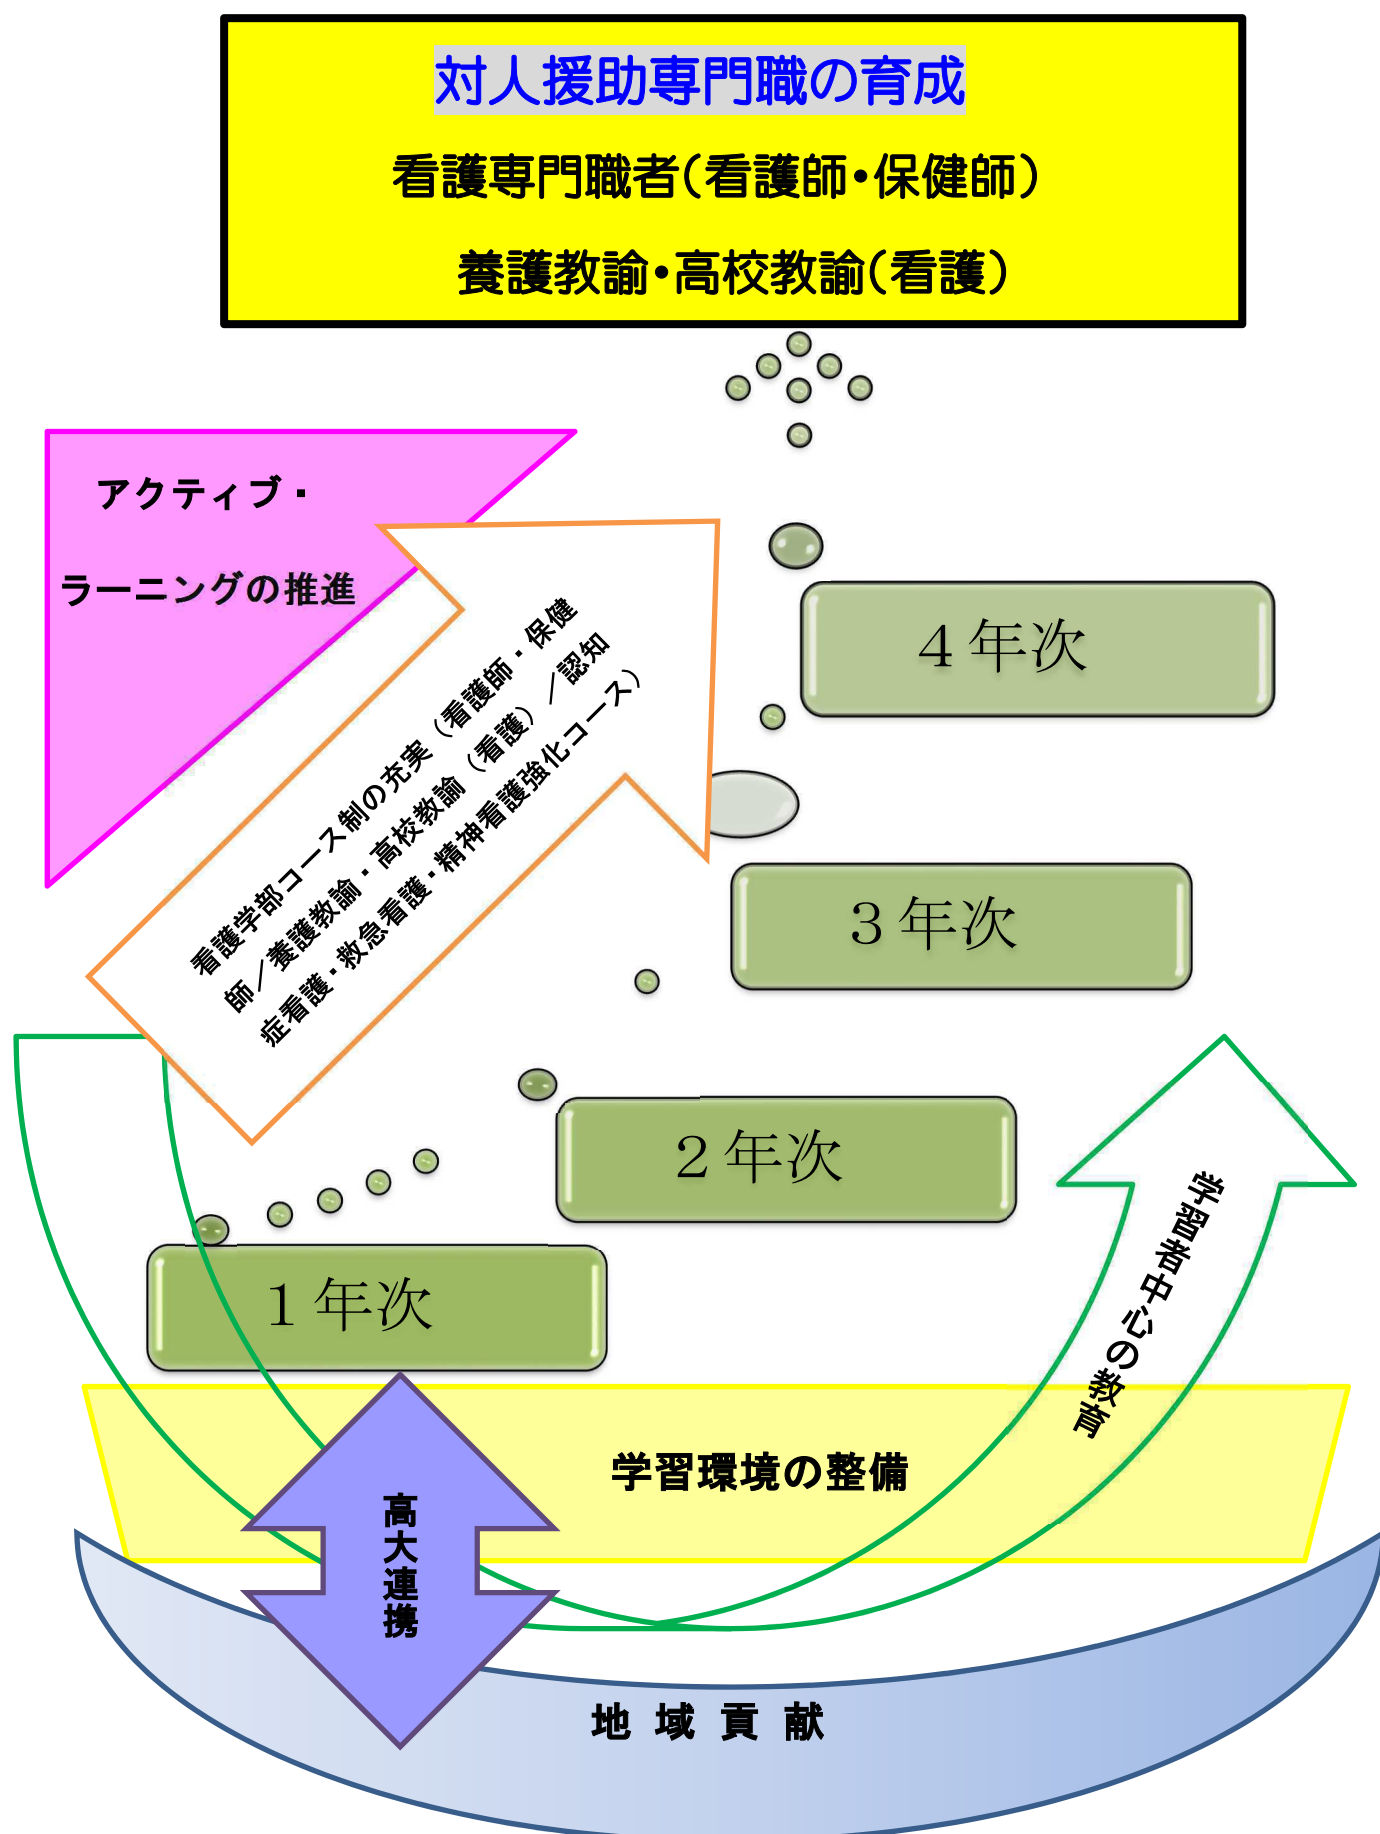 対人援助専門職の育成
看護専門職者(看護師・保健師)
養護教諭・高校教諭(看護)
アクティブ・
ラーニングの推進
看護学部コース制の充実（看護師・保健
師／養護教諭・高校教諭（看護）／認知
症看護・救急看護・精神看護強化コース）
４年次
３年次
２年次
１年次
学習者中心の教育
学習環境の整備
高大連携
地 域 貢 献